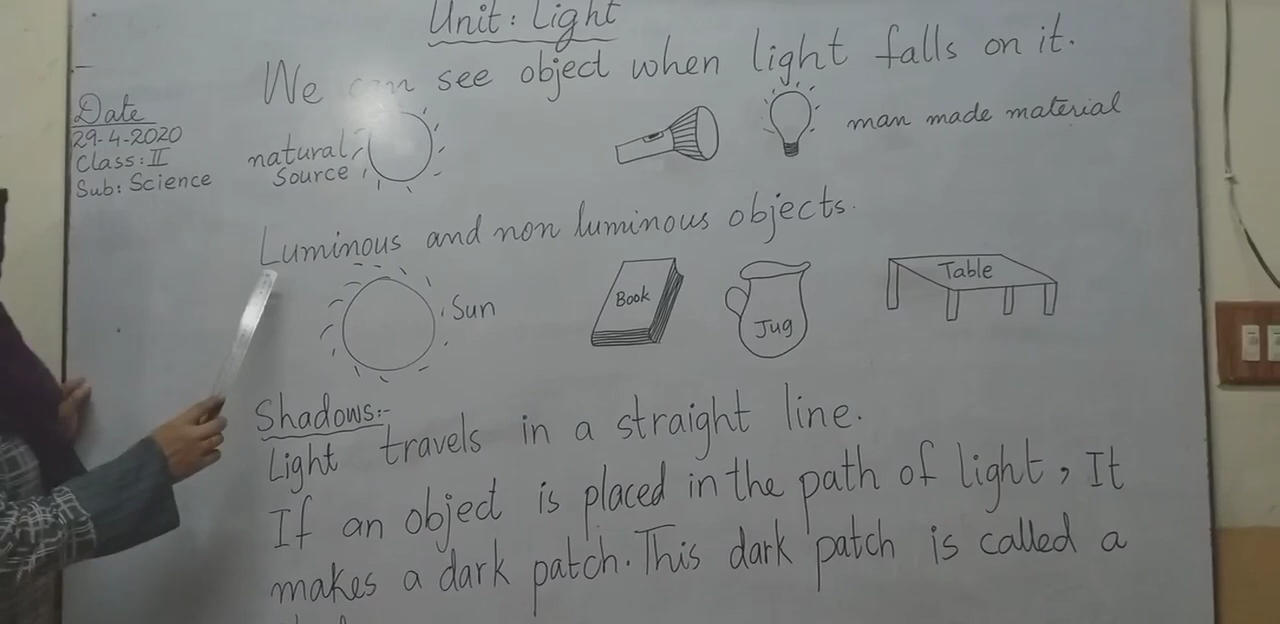 Unit: Light
We can see object when light falls on it.
Date
29-4-2020
Class: II
Sub: Science
natural
source
man made material
Luminous and non luminous objects.
Sun
Book
Jug
Table
Shadows:-
Light travels in a straight line.
If an object is placed in the path of light, It
makes a dark patch. This dark patch is called a